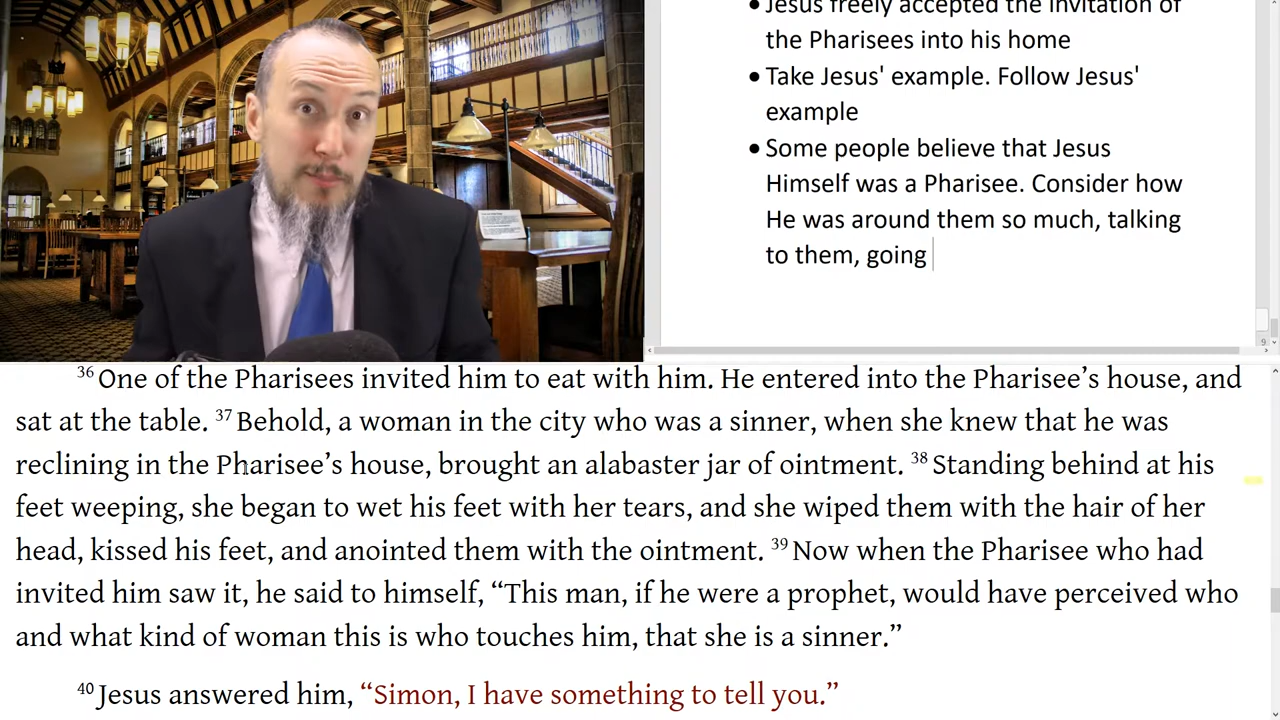 • Jesus freely accepted the invitation of
the Pharisees into his home
• Take Jesus' example. Follow Jesus'
example
• Some people believe that Jesus
Himself was a Pharisee. Consider how
He was around them so much, talking
to them, going
9
36 One of the Pharisees invited him to eat with him. He entered into the Pharisee’s house, and
sat at the table. 37 Behold, a woman in the city who was a sinner, when she knew that he was
reclining in the Pharisee’s house, brought an alabaster jar of ointment. 38 Standing behind at his
feet weeping, she began to wet his feet with her tears, and she wiped them with the hair of her
head, kissed his feet, and anointed them with the ointment. 39 Now when the Pharisee who had
invited him saw it, he said to himself, “This man, if he were a prophet, would have perceived who
and what kind of woman this is who touches him, that she is a sinner.”
40 Jesus answered him, “Simon, I have something to tell you.”